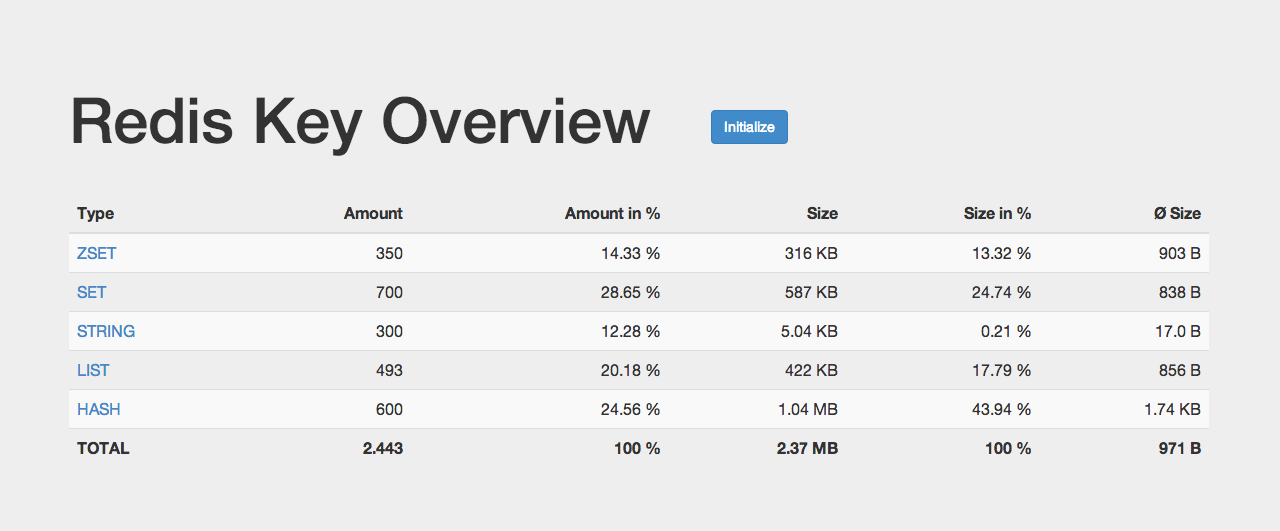 Redis Key Overview Initialize
Type Amount Amount in % Size Size in % Ø Size
ZSET 350 14.33 % 316 KB 13.32 % 903 B
SET 700 28.65 % 587 KB 24.74 % 838 B
STRING 300 12.28 % 5.04 KB 0.21 % 17.0 B
LIST 493 20.18 % 422 KB 17.79 % 856 B
HASH 600 24.56 % 1.04 MB 43.94 % 1.74 KB
TOTAL 2.443 100 % 2.37 MB 100 % 971 B